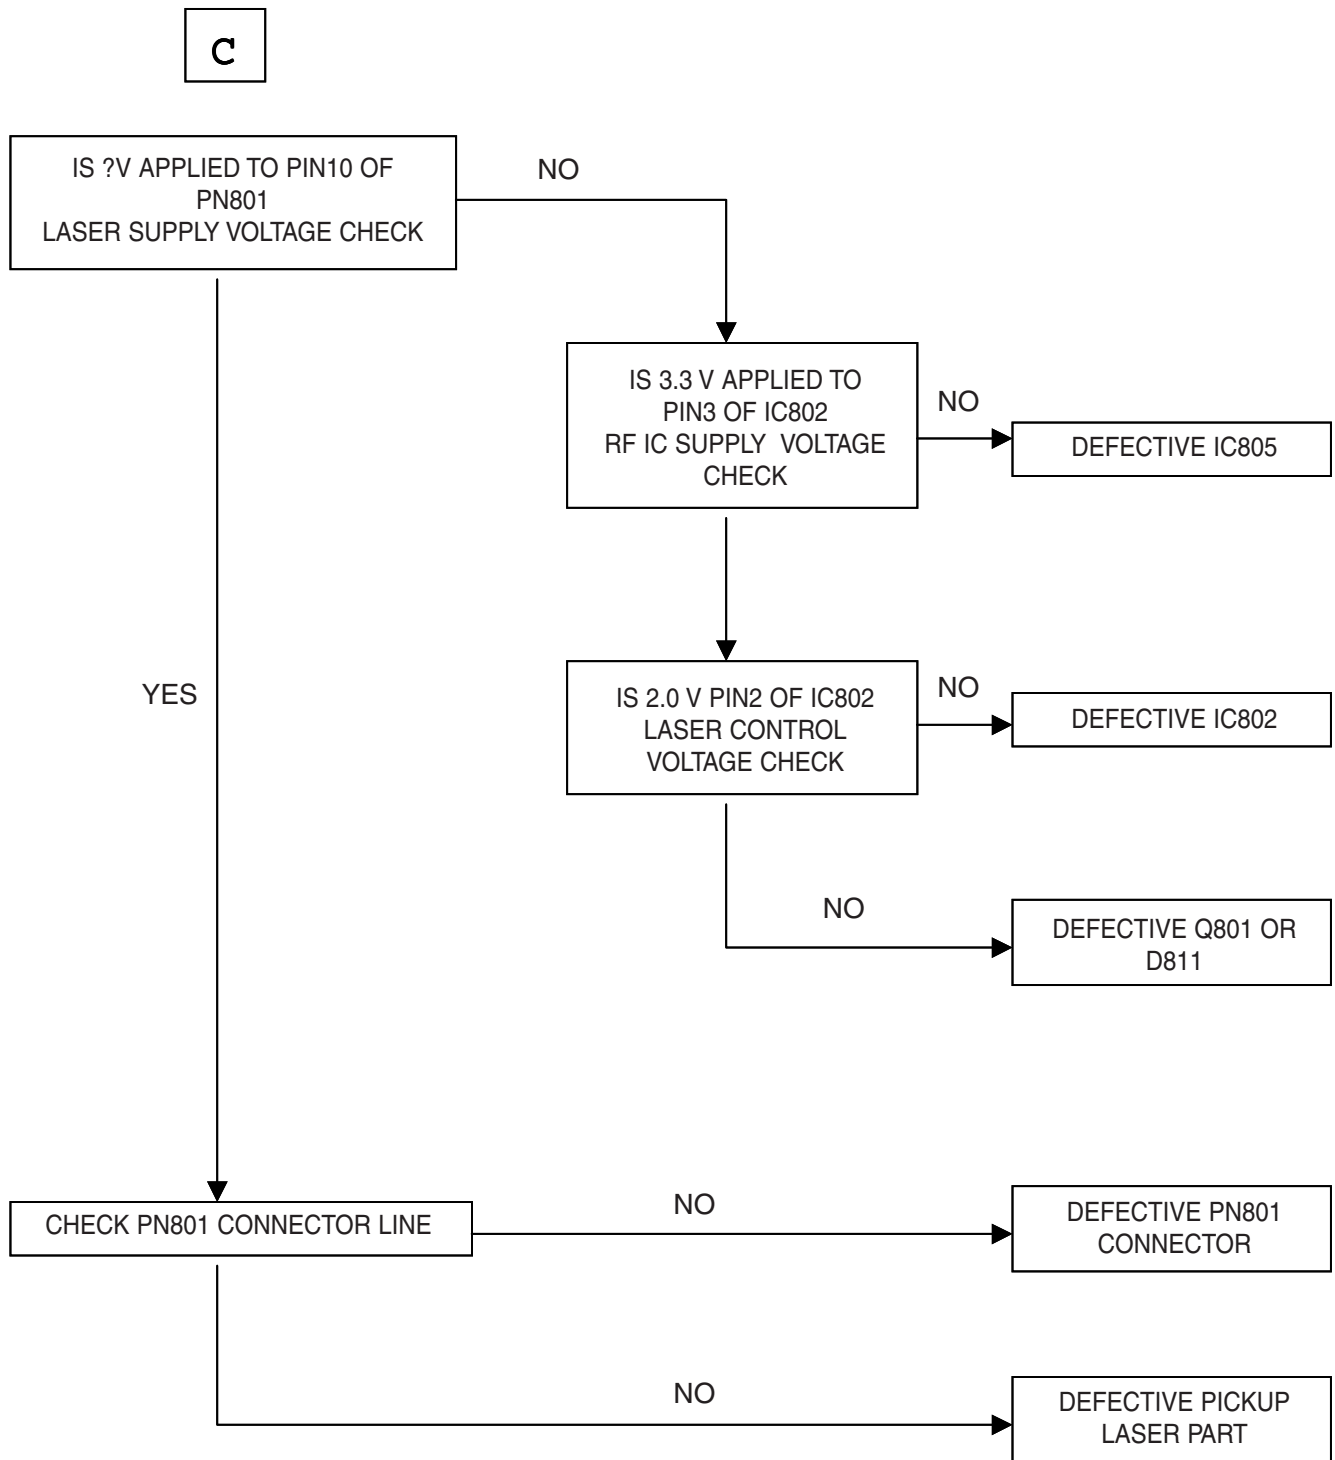 C
IS ?V APPLIED TO PIN10 OF
PN801
LASER SUPPLY VOLTAGE CHECK
NO
IS 3.3 V APPLIED TO
PIN3 OF IC802
RF IC SUPPLY VOLTAGE
CHECK
NO
DEFECTIVE IC805
YES
IS 2.0 V PIN2 OF IC802
LASER CONTROL
VOLTAGE CHECK
NO
DEFECTIVE IC802
NO
DEFECTIVE Q801 OR
D811
CHECK PN801 CONNECTOR LINE
NO
DEFECTIVE PN801
CONNECTOR
NO
DEFECTIVE PICKUP
LASER PART